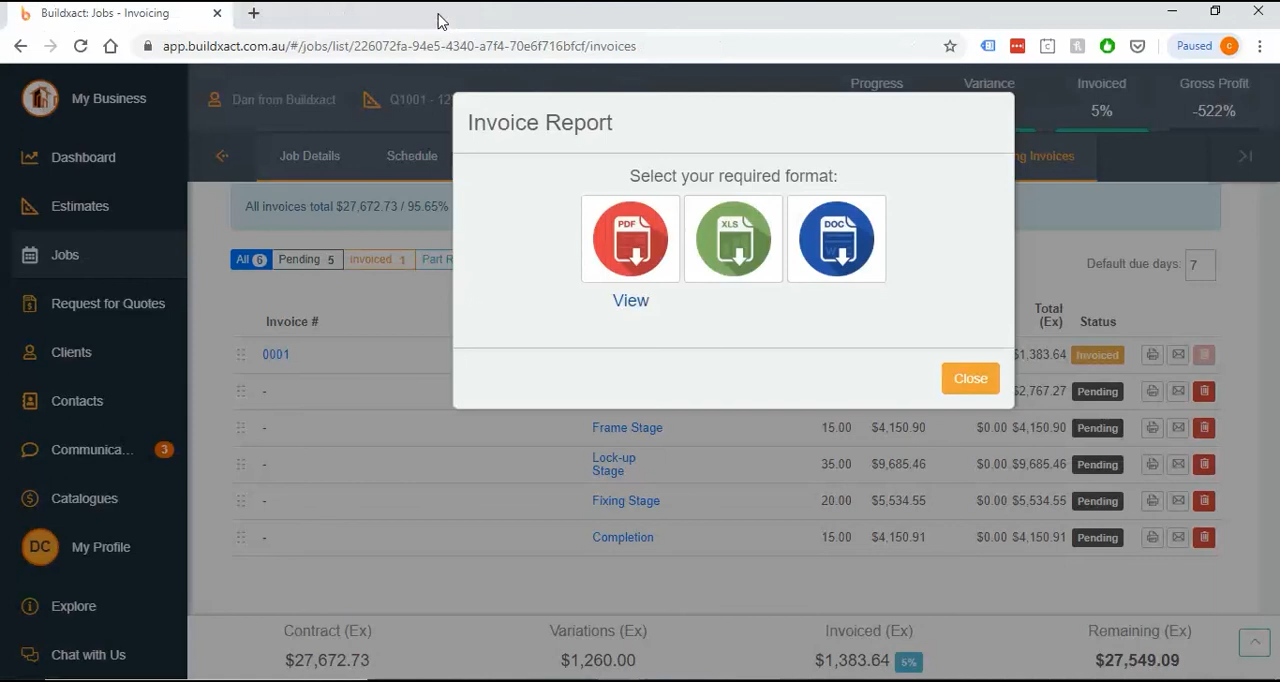 Buildxact: Jobs - Invoicing
app.buildxact.com.au/#/jobs/list/226072fa-94e5-4340-a7f4-70e6f716bfcf/invoices
Paused c
My Business
Dan from Buildxact
Q1001 - 12
Progress
Variance
Invoiced
5%
Gross Profit
-522%
Dashboard
Estimates
Jobs
Request for Quotes
Clients
Contacts
Communica... 3
Catalogues
DC My Profile
Explore
Chat with Us
Job Details
Schedule
Invoices
Invoice Report
Select your required format:
PDF XLS DOC
View
Close
All invoices total $27,672.73 / 95.65%
All 6 Pending 5 Invoiced 1 Part
Default due days: 7
Invoice # Total
(Ex) Status
0001 $1,383.64 Invoiced
- $2,767.27 Pending
- Frame Stage 15.00 $4,150.90 $0.00 $4,150.90 Pending
- Lock-up
Stage 35.00 $9,685.46 $0.00 $9,685.46 Pending
- Fixing Stage 20.00 $5,534.55 $0.00 $5,534.55 Pending
- Completion 15.00 $4,150.91 $0.00 $4,150.91 Pending
Contract (Ex) Variations (Ex) Invoiced (Ex) Remaining (Ex)
$27,672.73 $1,260.00 $1,383.64 5% $27,549.09